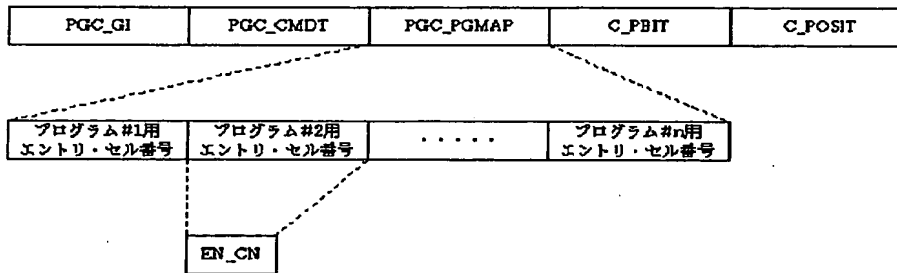 PGC_GI
PGC_CMDT
PGC_PGMAP
C_PBIT
C_POSIT
プログラム#1用
エントリ・セル番号
プログラム#2用
エントリ・セル番号
・・・・・
プログラム#n用
エントリ・セル番号
EN_CN